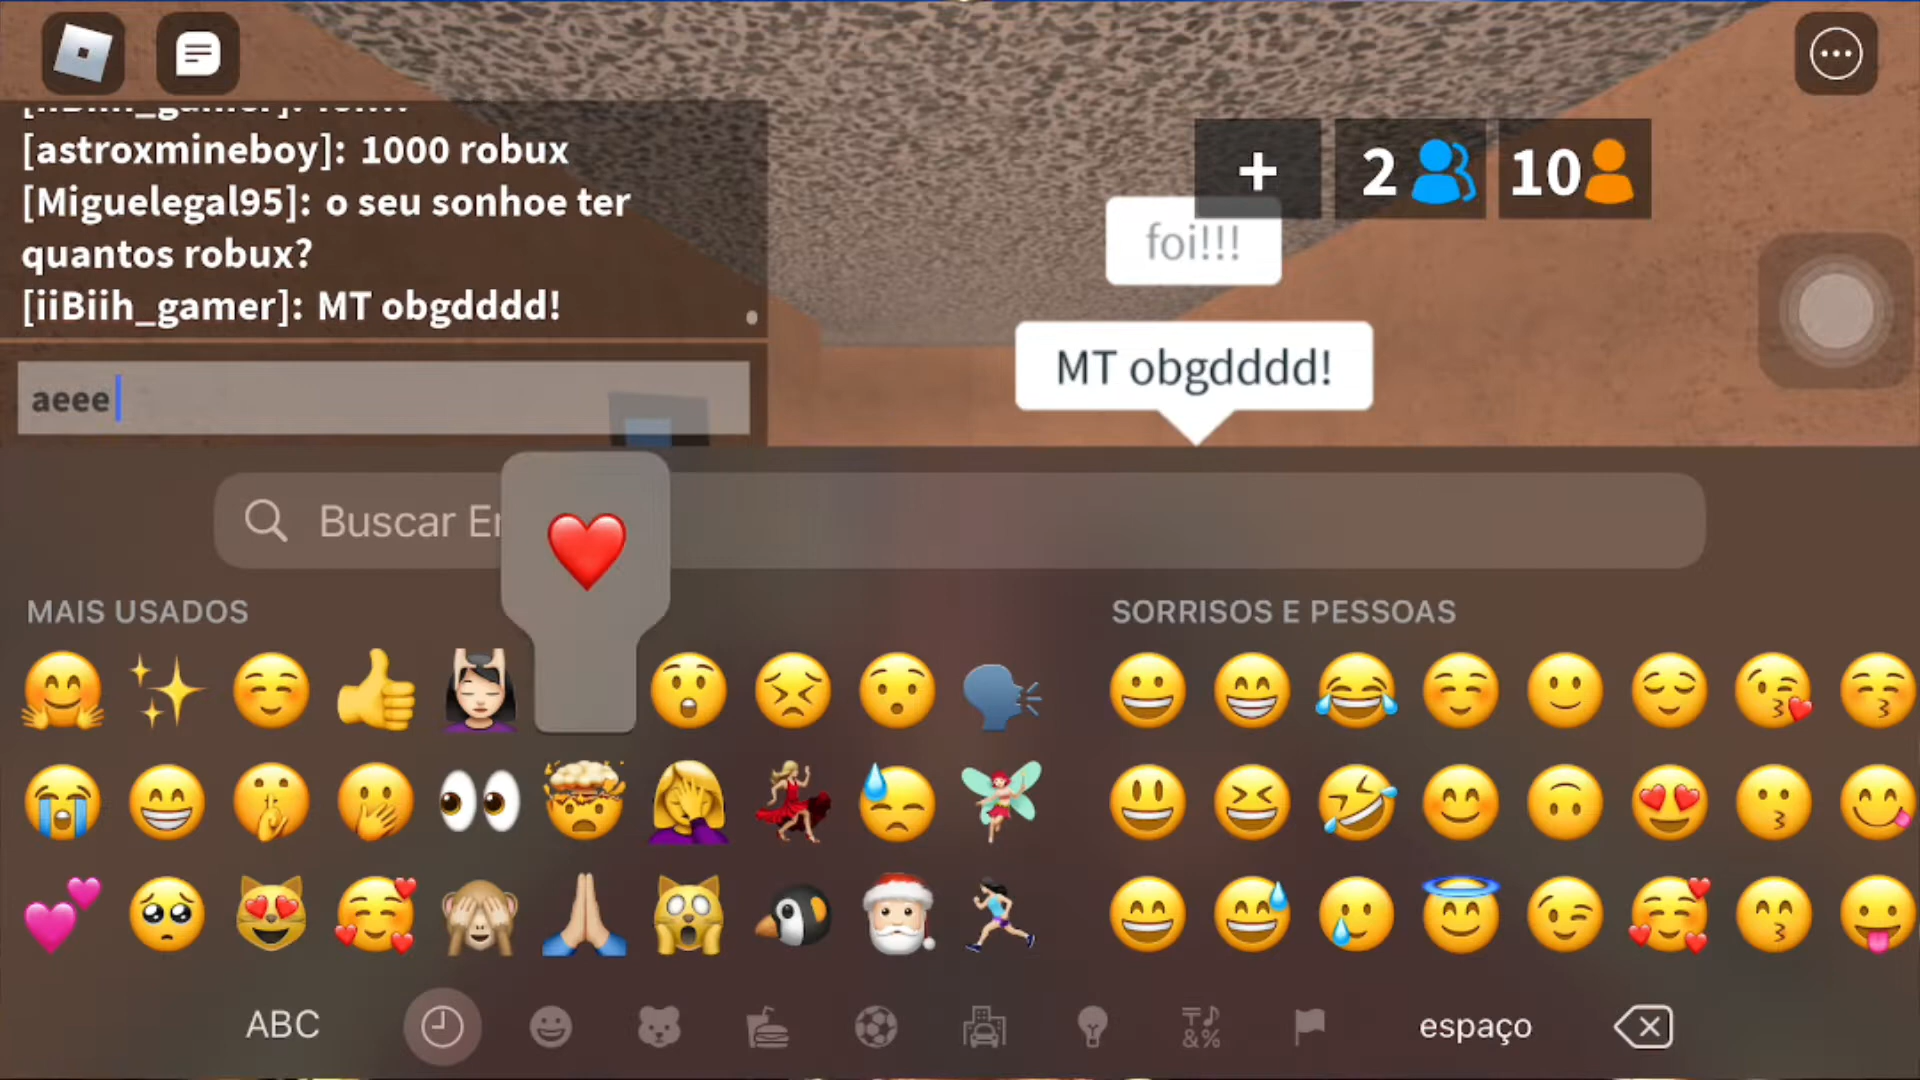 [astroxmineboy]: 1000 robux
[Miguelegal95]: o seu sonhoe ter
quantos robux?
[iiBiih_gamer]: MT obgdddd!
aeee
+
2
10
foi!!!
MT obgdddd!
Buscar
MAIS USADOS
SORRISOS E PESSOAS
ABC
espaço